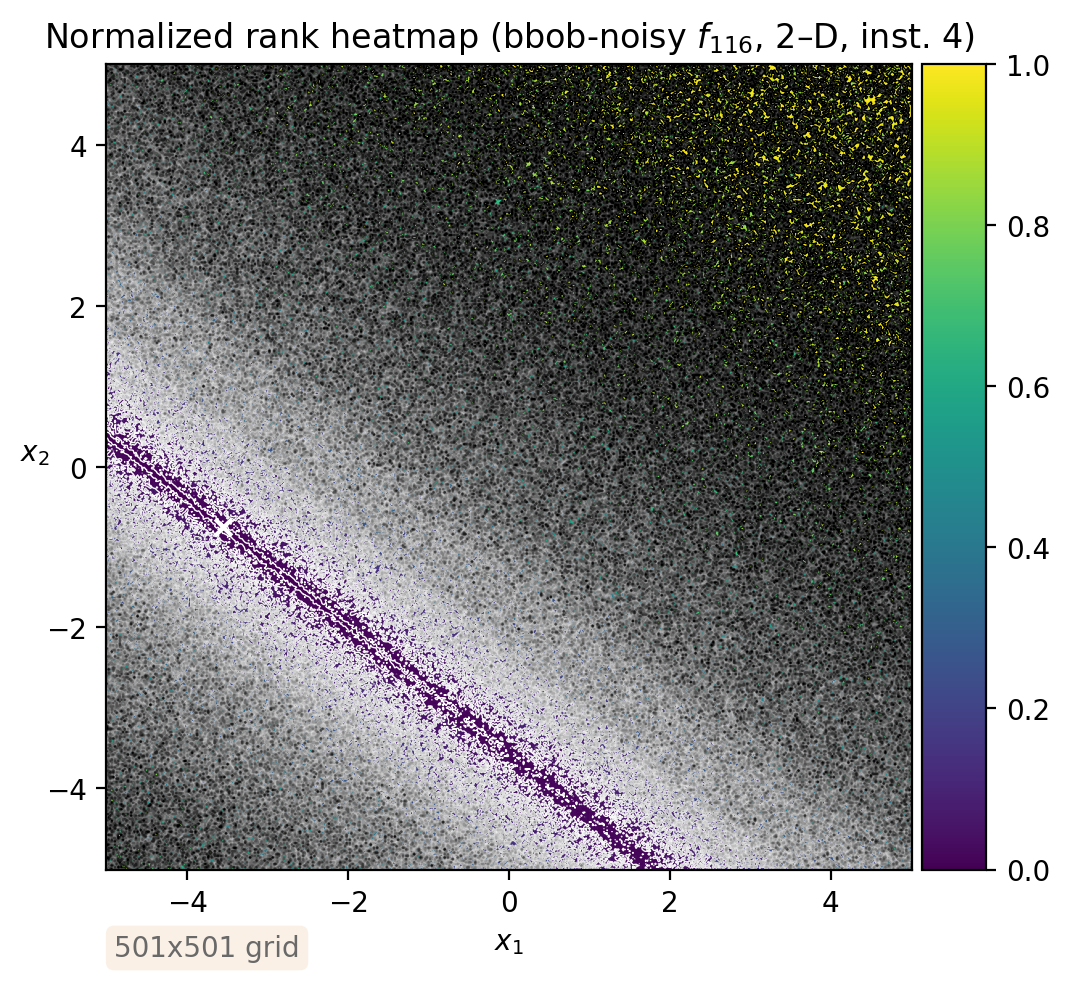 Normalized rank heatmap (bbob-noisy f₁₁₆, 2–D, inst. 4)
1.0
0.8
0.6
0.4
0.2
0.0
4
2
0
−2
−4
x₂
−4 −2 0 2 4
x₁
501x501 grid